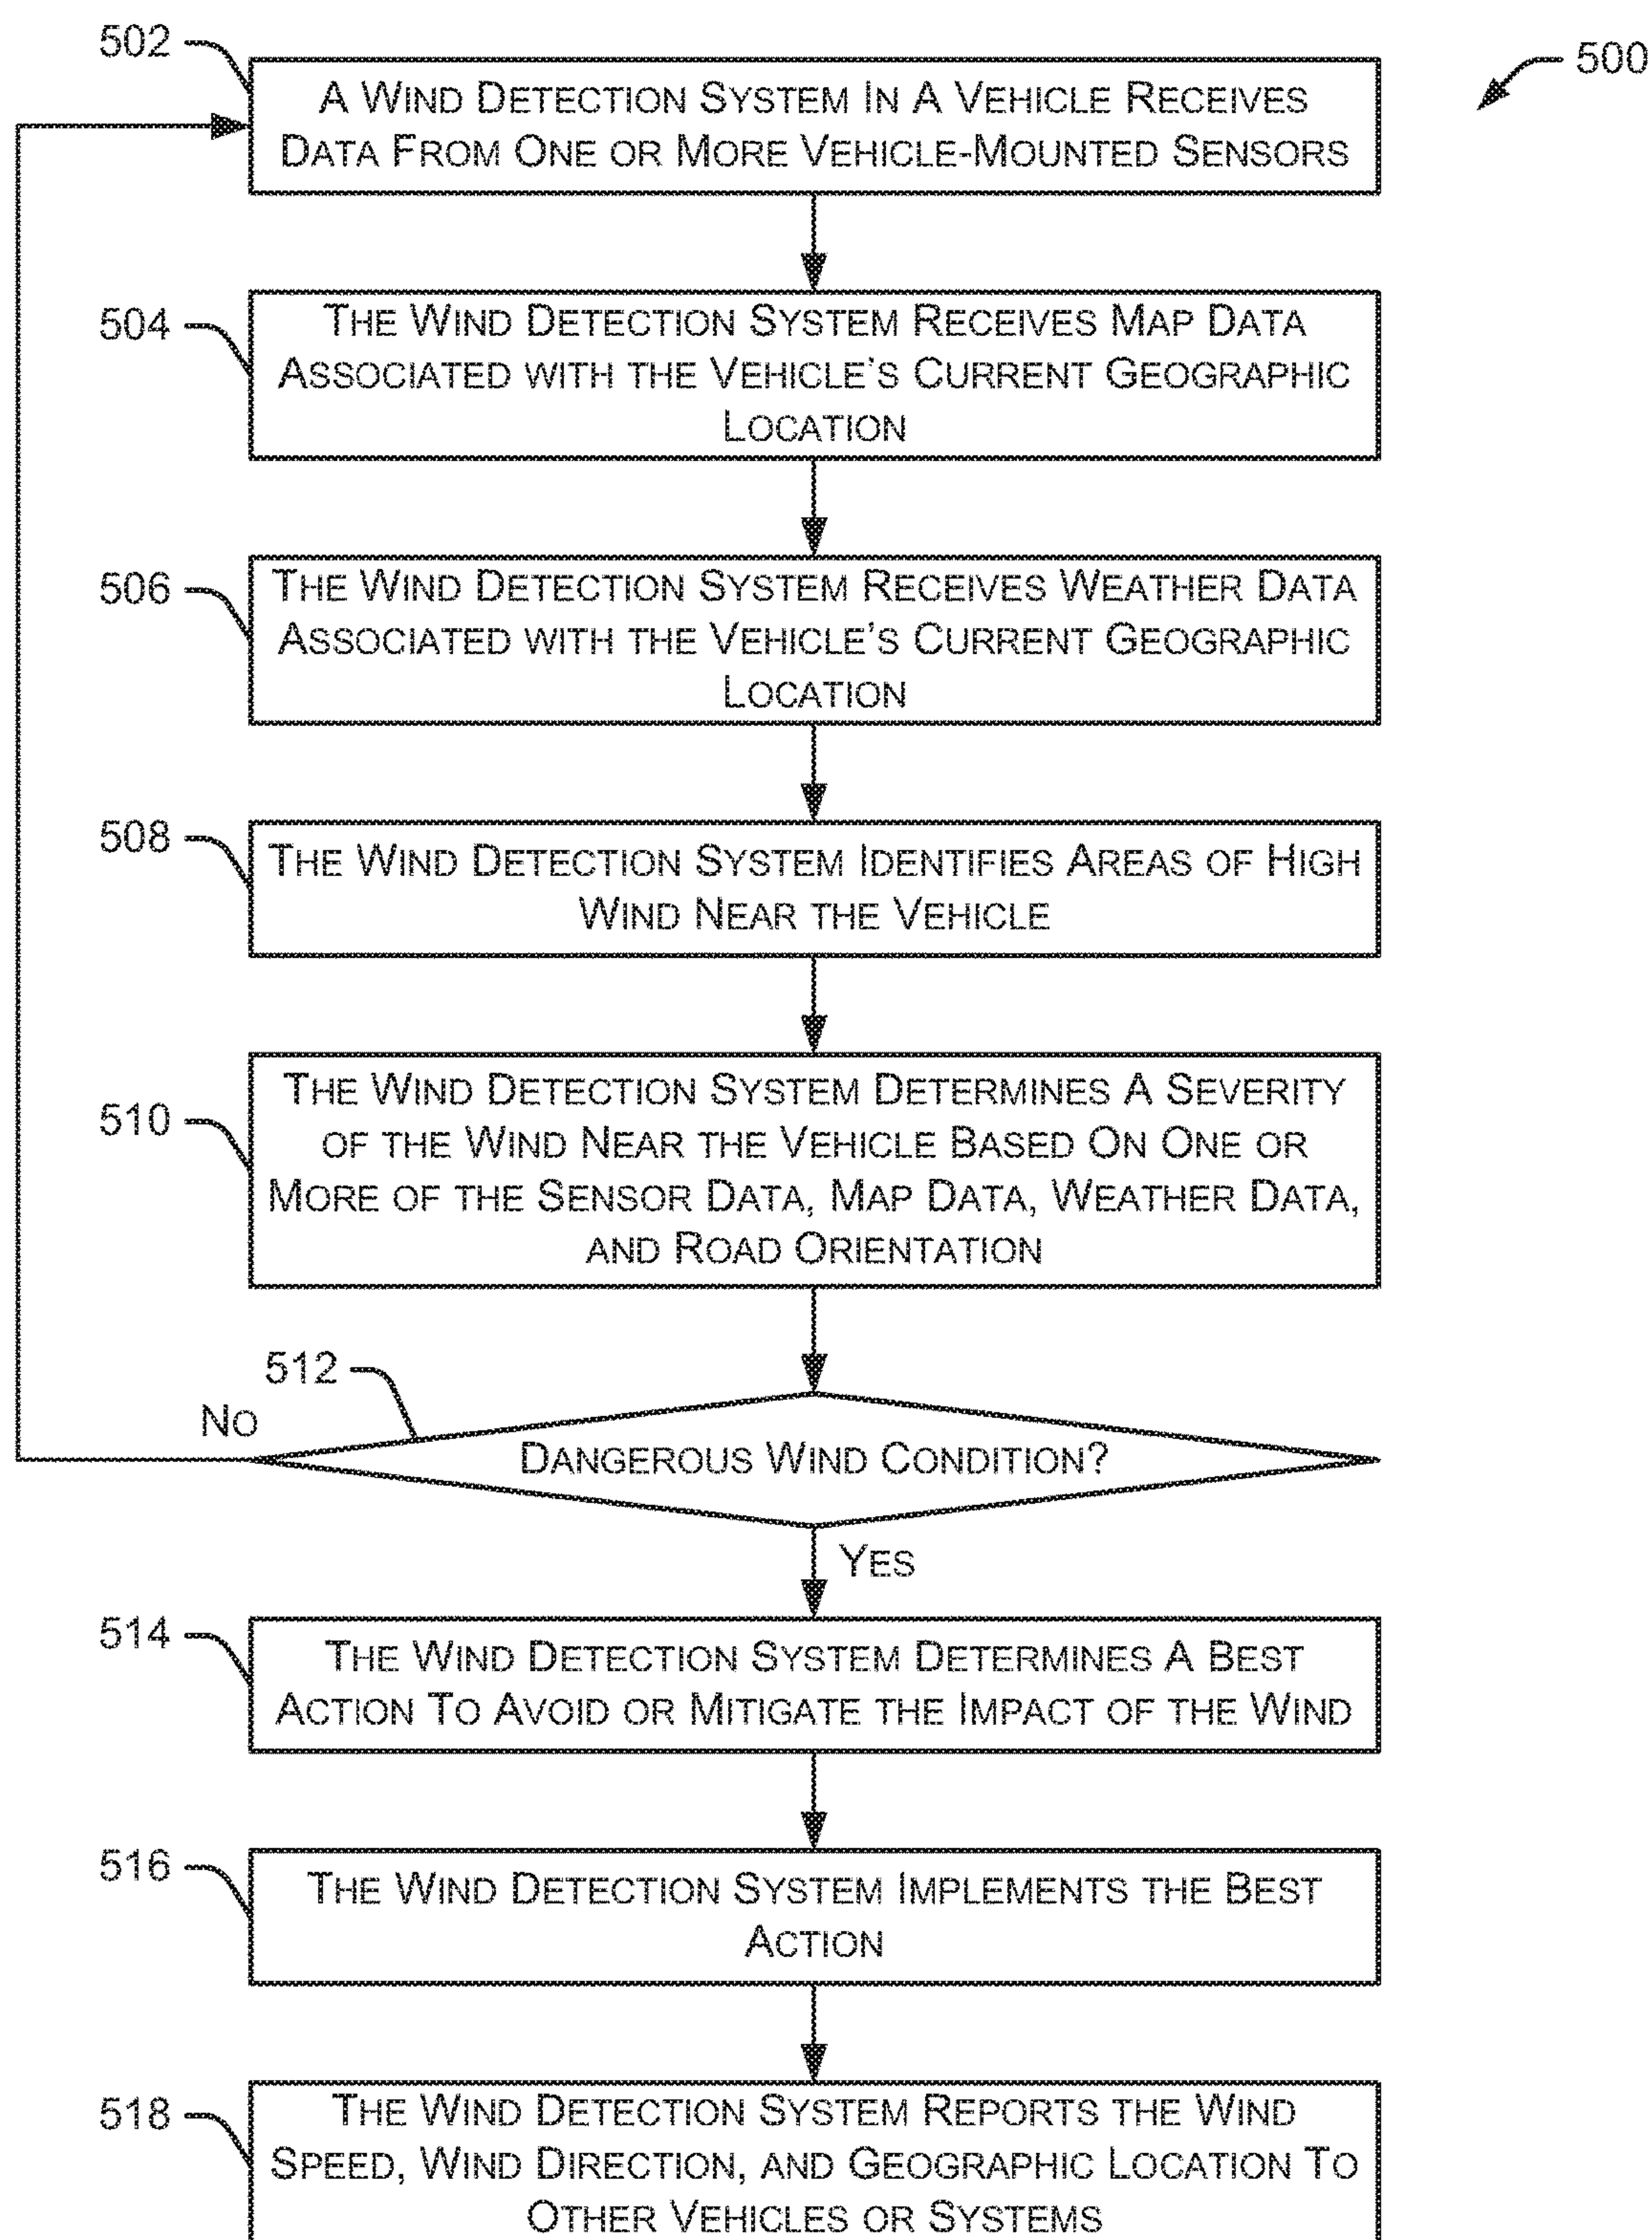 502
500
A WIND DETECTION SYSTEM IN A VEHICLE RECEIVES
DATA FROM ONE OR MORE VEHICLE-MOUNTED SENSORS
504
THE WIND DETECTION SYSTEM RECEIVES MAP DATA
ASSOCIATED WITH THE VEHICLE'S CURRENT GEOGRAPHIC
LOCATION
506
THE WIND DETECTION SYSTEM RECEIVES WEATHER DATA
ASSOCIATED WITH THE VEHICLE'S CURRENT GEOGRAPHIC
LOCATION
508
THE WIND DETECTION SYSTEM IDENTIFIES AREAS OF HIGH
WIND NEAR THE VEHICLE
510
THE WIND DETECTION SYSTEM DETERMINES A SEVERITY
OF THE WIND NEAR THE VEHICLE BASED ON ONE OR
MORE OF THE SENSOR DATA, MAP DATA, WEATHER DATA,
AND ROAD ORIENTATION
512
NO
DANGEROUS WIND CONDITION?
YES
514
THE WIND DETECTION SYSTEM DETERMINES A BEST
ACTION TO AVOID OR MITIGATE THE IMPACT OF THE WIND
516
THE WIND DETECTION SYSTEM IMPLEMENTS THE BEST
ACTION
518
THE WIND DETECTION SYSTEM REPORTS THE WIND
SPEED, WIND DIRECTION, AND GEOGRAPHIC LOCATION TO
OTHER VEHICLES OR SYSTEMS